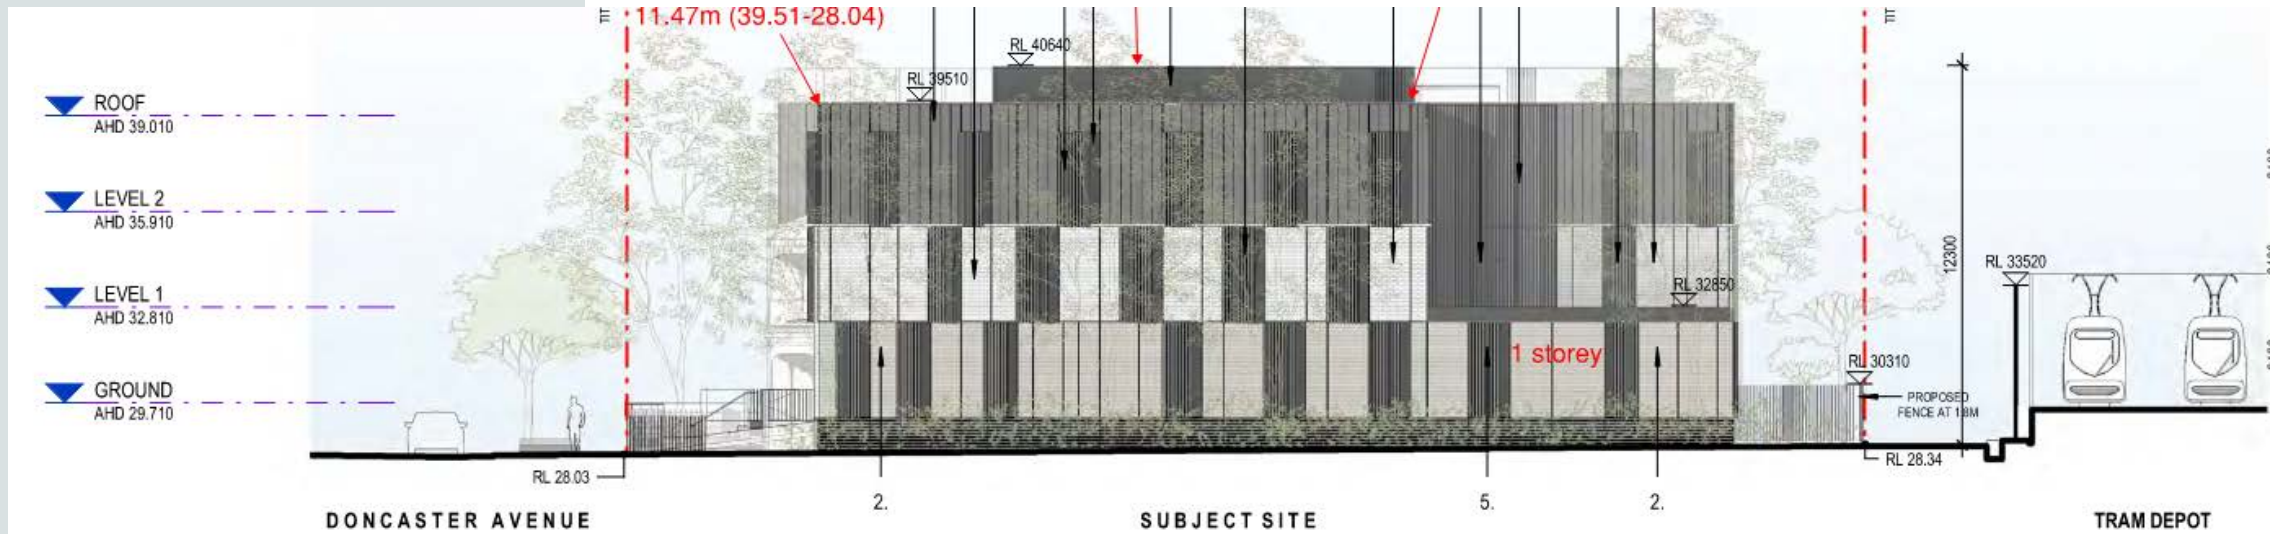 11.47m (39.51-28.04)
RL 40640
RL 39510
ROOF
AHD 39.010
LEVEL 2
AHD 35.910
12300
RL 33520
LEVEL 1
AHD 32.810
RL 32850
1 storey
RL 30310
GROUND
AHD 29.710
PROPOSED
FENCE AT 1.8M
RL 28.03
RL 28.34
2.
5.
2.
DONCASTER AVENUE
SUBJECT SITE
TRAM DEPOT